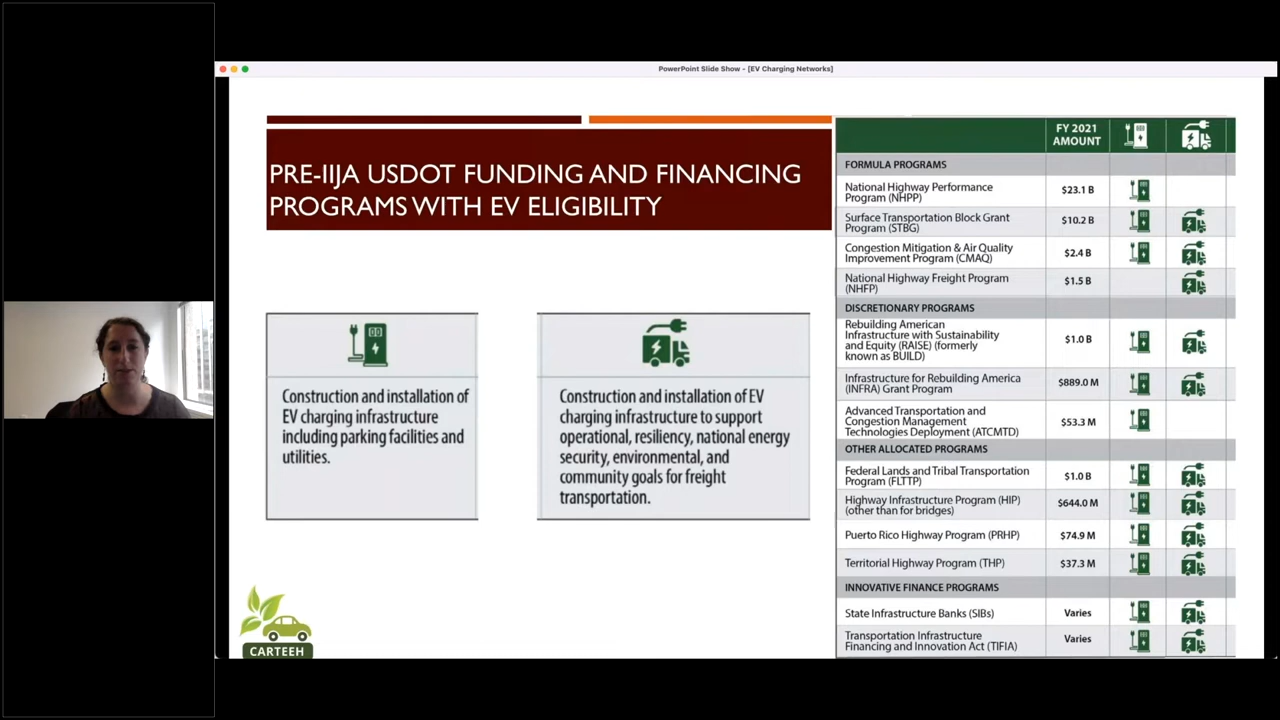 PowerPoint Slide Show - [EV Charging Networks]
PRE-IIJA USDOT FUNDING AND FINANCING
PROGRAMS WITH EV ELIGIBILITY
Construction and installation of
EV charging infrastructure
including parking facilities and
utilities.
Construction and installation of EV
charging infrastructure to support
operational, resiliency, national energy
security, environmental, and
community goals for freight
transportation.
CARTEEH
FY 2021
AMOUNT
FORMULA PROGRAMS
National Highway Performance
Program (NHPP)
$23.1 B
Surface Transportation Block Grant
Program (STBG)
$10.2 B
Congestion Mitigation & Air Quality
Improvement Program (CMAQ)
$2.4 B
National Highway Freight Program
(NHFP)
$1.5 B
DISCRETIONARY PROGRAMS
Rebuilding American
Infrastructure with Sustainability
and Equity (RAISE) (formerly
known as BUILD)
$1.0 B
Infrastructure for Rebuilding America
(INFRA) Grant Program
$889.0 M
Advanced Transportation and
Congestion Management
Technologies Deployment (ATCMTD)
$53.3 M
OTHER ALLOCATED PROGRAMS
Federal Lands and Tribal Transportation
Program (FLTTP)
$1.0 B
Highway Infrastructure Program (HIP)
(other than for bridges)
$644.0 M
Puerto Rico Highway Program (PRHP)
$74.9 M
Territorial Highway Program (THP)
$37.3 M
INNOVATIVE FINANCE PROGRAMS
State Infrastructure Banks (SIBs)
Varies
Transportation Infrastructure
Financing and Innovation Act (TIFIA)
Varies